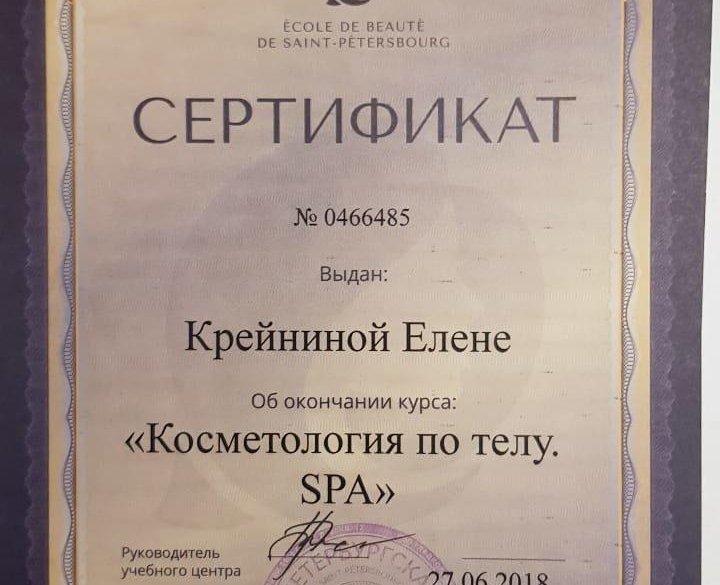 ÉCOLE DE BEAUTÉ
DE SAINT-PÉTERSBOURG
СЕРТИФИКАТ
№ 0466485
Выдан:
Крейниной Елене
Об окончании курса:
«Косметология по телу.
SPA»
Руководитель
учебного центра
27.06.2018